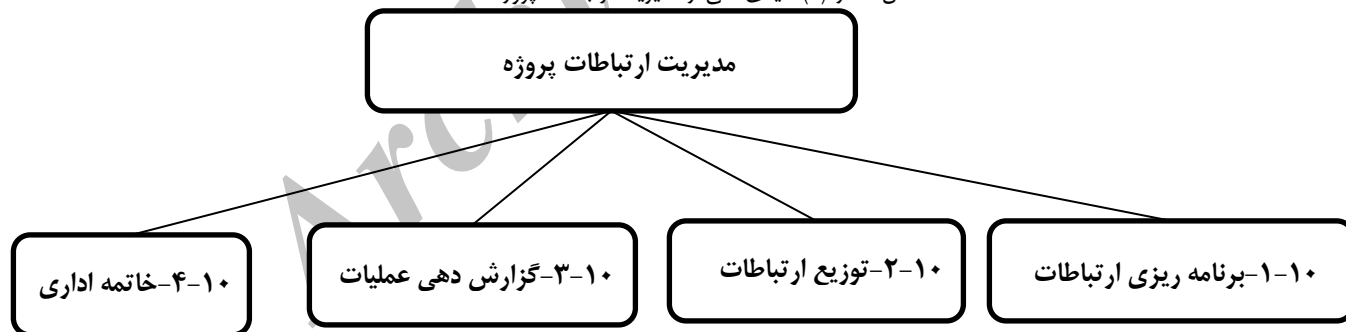 مدیریت ارتباطات پروژه
۱۰-۱-برنامه ریزی ارتباطات
۱۰-۲-توزیع ارتباطات
۱۰-۳-گزارش دهی عملیات
۱۰-۴-خاتمه اداری